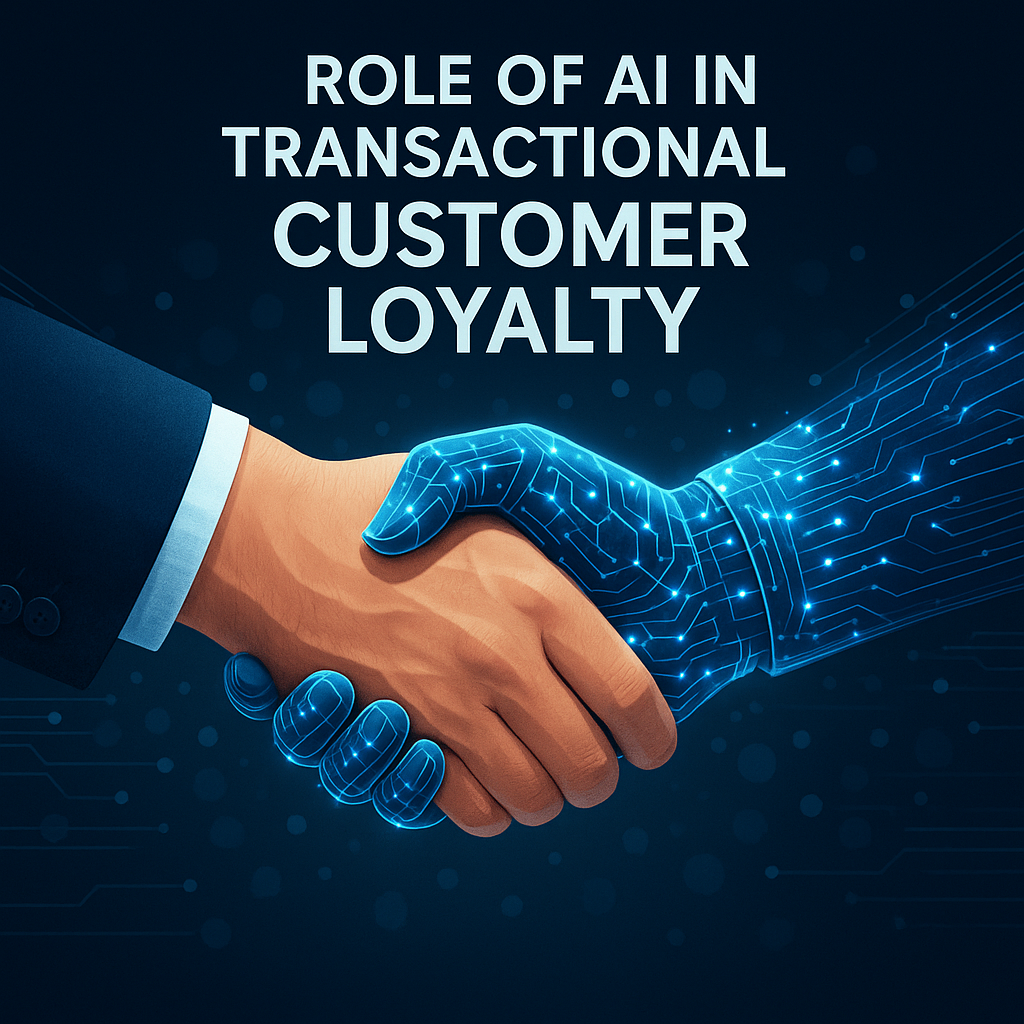 ROLE OF AI IN
TRANSACTIONAL
CUSTOMER
LOYALTY